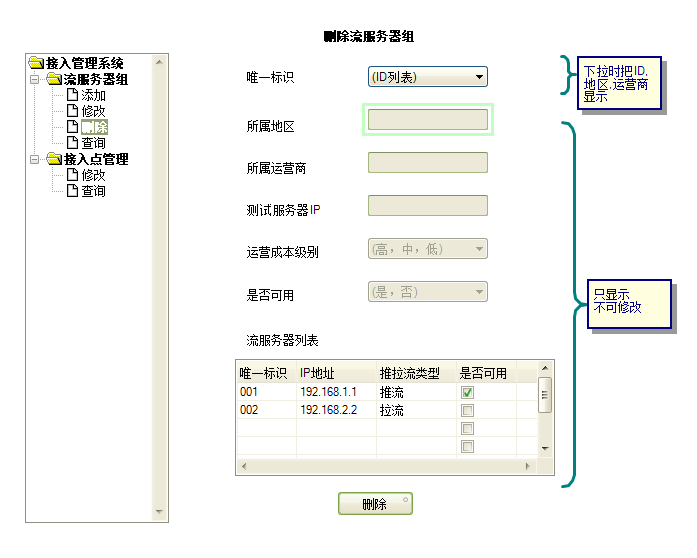 删除流服务器组
接入管理系统
流服务器组
添加
修改
删除
查询
接入点管理
修改
查询
唯一标识
(ID列表)
所属地区
所属运营商
测试服务器IP
运营成本级别
(高，中，低)
是否可用
(是，否)
流服务器列表
唯一标识 IP地址 推拉流类型 是否可用
001 192.168.1.1 推流
002 192.168.2.2 拉流
删除
下拉时把ID.
地区.运营商
显示
只显示
不可修改